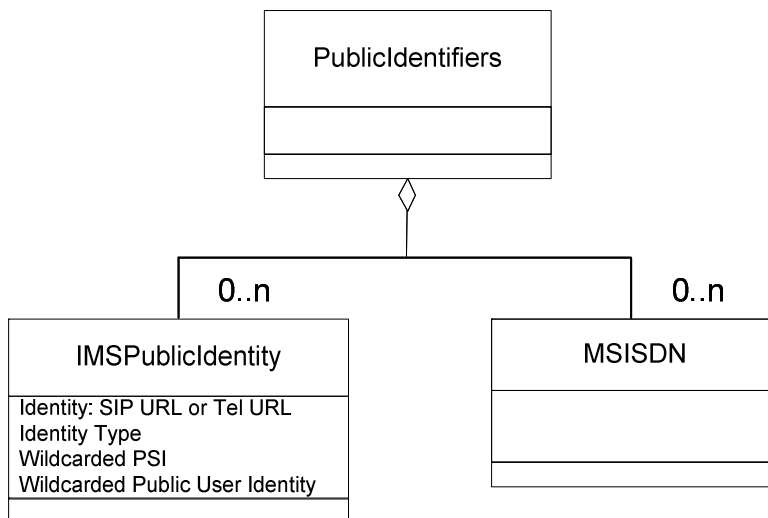 PublicIdentifiers
0..n
0..n
IMSPublicIdentity
MSISDN
Identity: SIP URL or Tel URL
Identity Type
Wildcarded PSI
Wildcarded Public User Identity